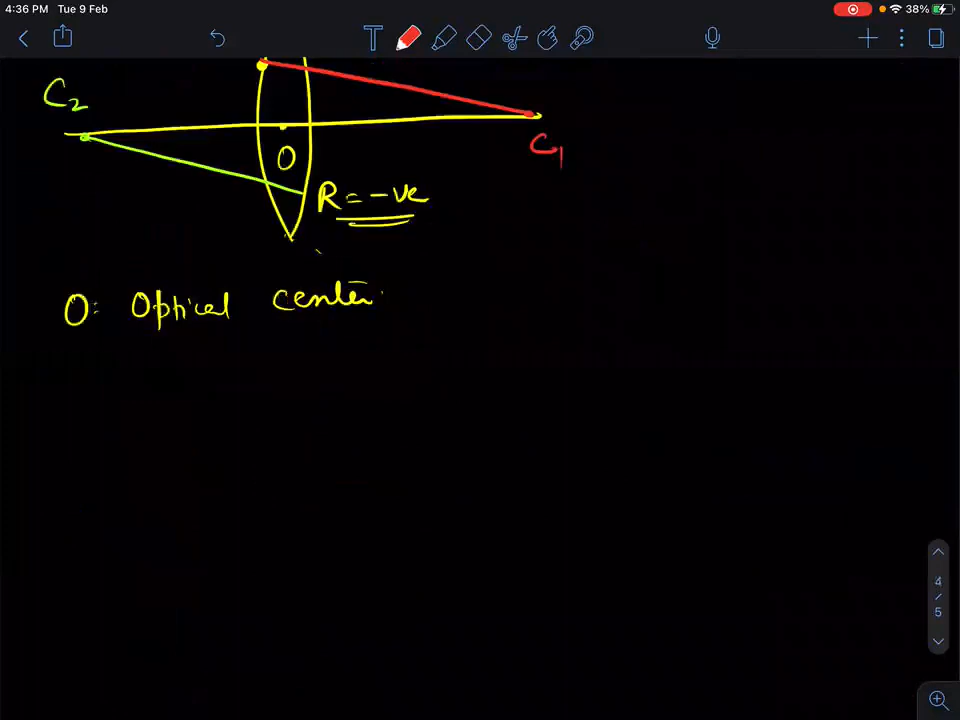 4:36 PM Tue 9 Feb
38%
T
C2
O
C1
R = -ve
O: Optical center
4
/
5